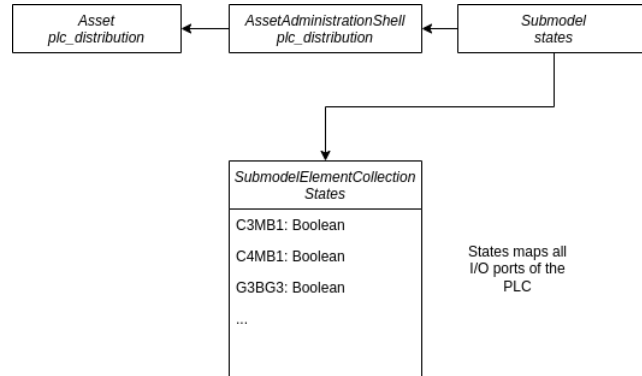 Asset
plc_distribution
AssetAdministrationShell
plc_distribution
Submodel
states
SubmodelElementCollection
States
C3MB1: Boolean
C4MB1: Boolean
G3BG3: Boolean
...
States maps all
I/O ports of the
PLC